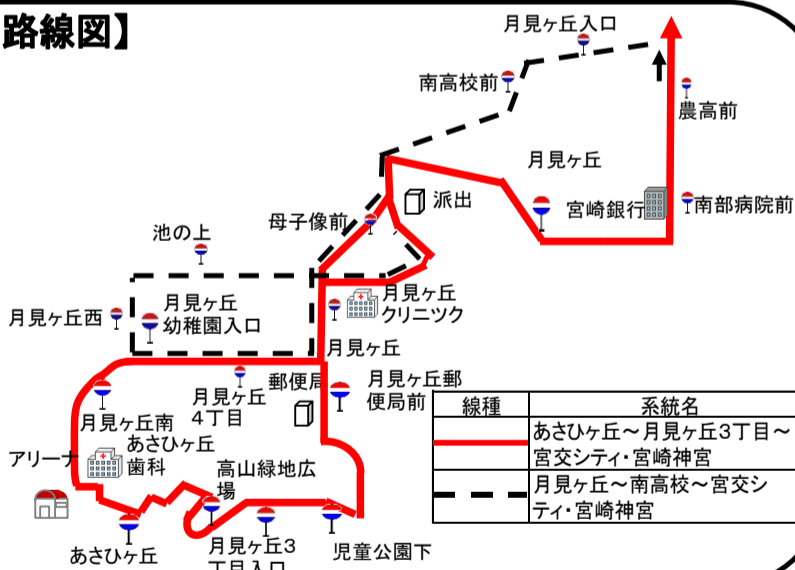 路線図】
月見ヶ丘入口
南高校前
農高前
月見ヶ丘
派出
宮崎銀行
南部病院前
母子像前
池の上
月見ヶ丘西
月見ヶ丘
幼稚園入口
月見ヶ丘
クリニツク
月見ヶ丘
郵便局
月見ヶ丘郵
便局前
月見ヶ丘
4丁目
月見ヶ丘南
あさひヶ丘
歯科
アリーナ
高山緑地広
場
あさひヶ丘
月見ヶ丘3
丁目入口
児童公園下
線種 系統名
あさひヶ丘～月見ヶ丘3丁目～
宮交シティ・宮崎神宮
月見ヶ丘～南高校～宮交シ
ティ・宮崎神宮